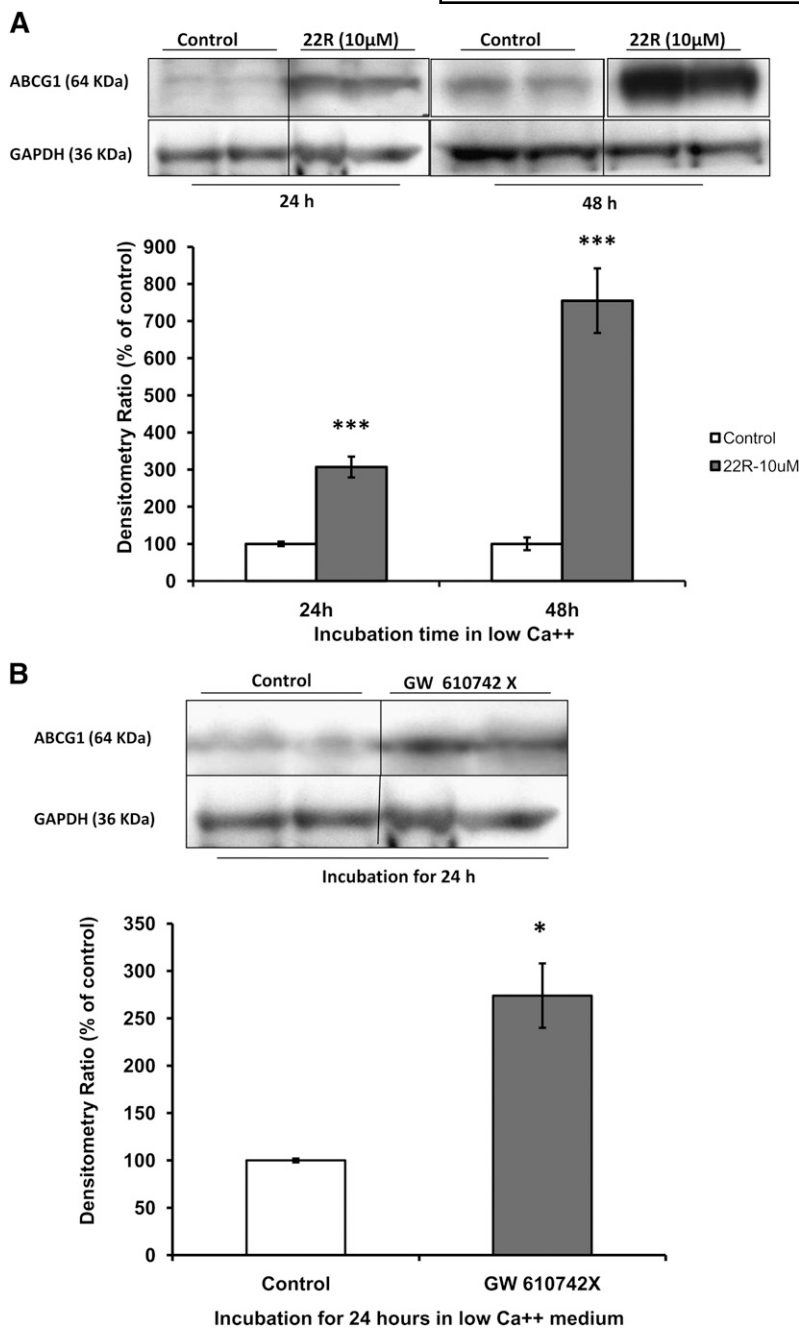 A
Control 22R (10μM) Control 22R (10μM)
ABCG1 (64 KDa)
GAPDH (36 KDa)
24 h 48 h
900
800
700
600
500
400
300
200
100
0
Densitometry Ratio (% of control)
***
***
Control
22R-10uM
24h 48h
Incubation time in low Ca++
B
Control GW 610742 X
ABCG1 (64 KDa)
GAPDH (36 KDa)
Incubation for 24 h
350
300
250
200
150
100
50
0
Densitometry Ratio (% of control)
*
Control GW 610742X
Incubation for 24 hours in low Ca++ medium